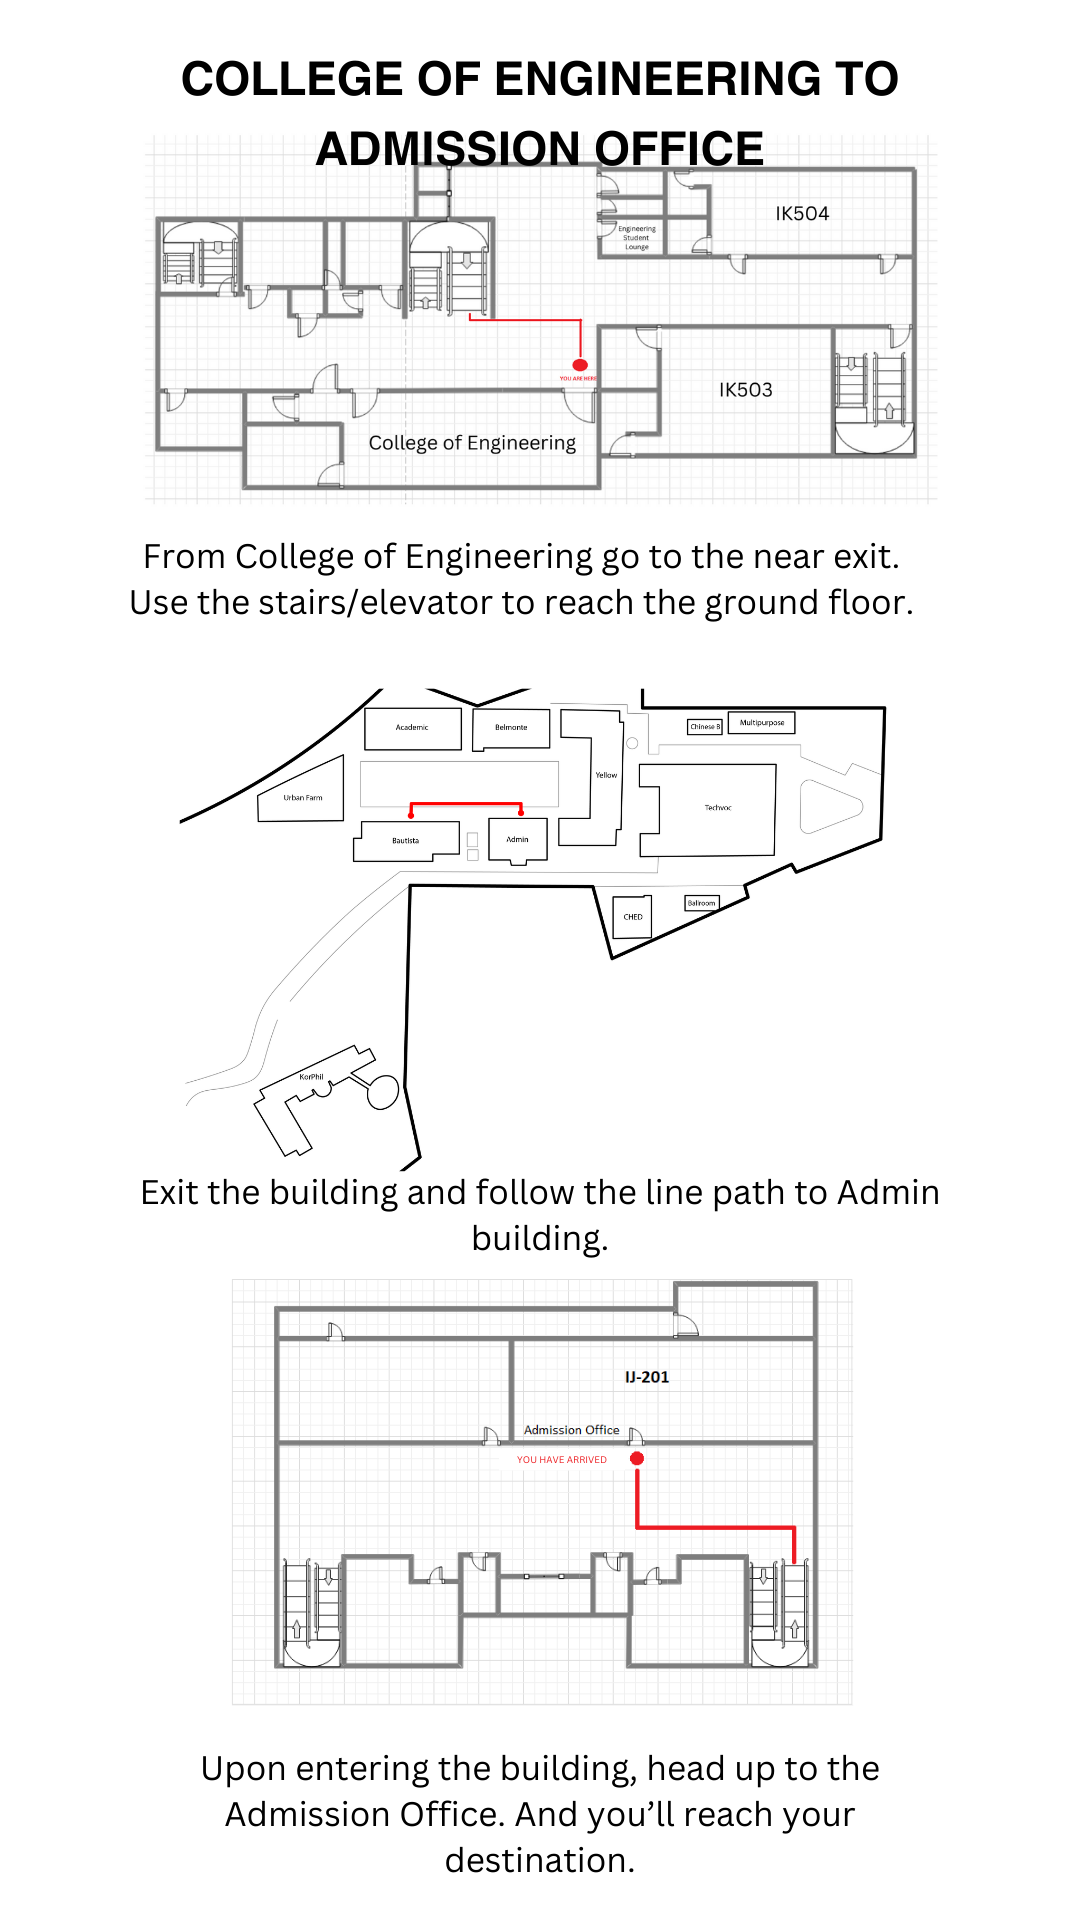 COLLEGE OF ENGINEERING TO
ADMISSION OFFICE
IK504
Engineering
Student
Lounge
YOU ARE HERE
IK503
College of Engineering
From College of Engineering go to the near exit.
Use the stairs/elevator to reach the ground floor.
Academic
Belmonte
Chinese B
Multipurpose
Yellow
Urban Farm
Techvoc
Bautista
Admin
CHED
Ballroom
KorPhil
Exit the building and follow the line path to Admin
building.
IJ-201
Admission Office
YOU HAVE ARRIVED
Upon entering the building, head up to the
Admission Office. And you’ll reach your
destination.